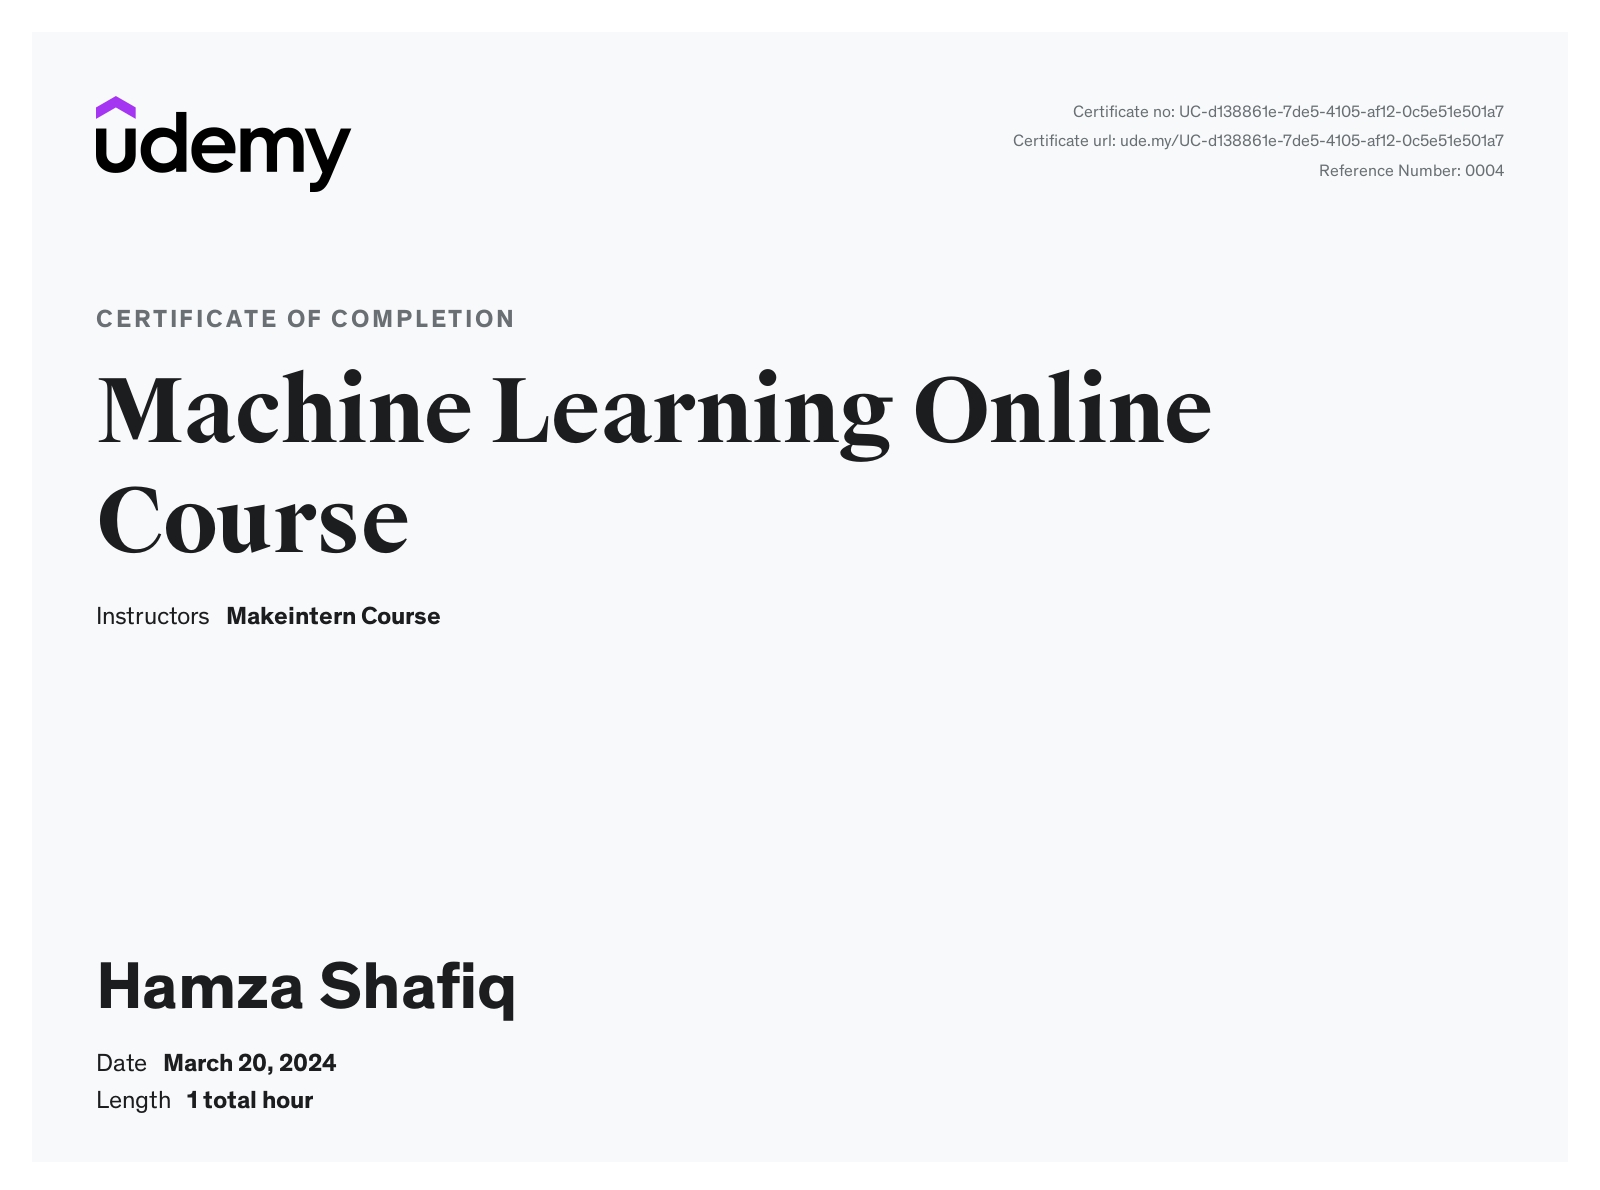 udemy
Certificate no: UC-d138861e-7de5-4105-af12-0c5e51e501a7
Certificate url: ude.my/UC-d138861e-7de5-4105-af12-0c5e51e501a7
Reference Number: 0004
CERTIFICATE OF COMPLETION
Machine Learning Online
Course
Instructors Makeintern Course
Hamza Shafiq
Date March 20, 2024
Length 1 total hour